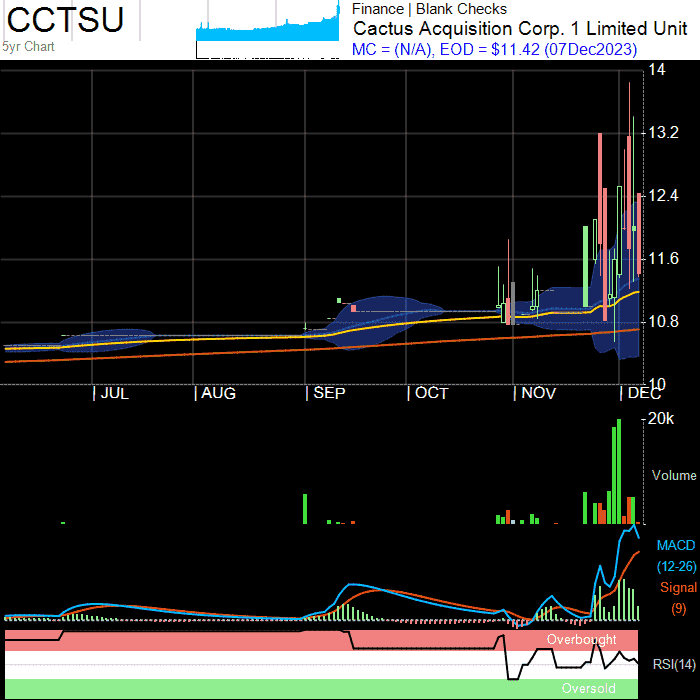 CCTSU
5yr Chart
Finance | Blank Checks
Cactus Acquisition Corp. 1 Limited Unit
MC = (N/A), EOD = $11.42 (07Dec2023)
14
13.2
12.4
11.6
10.8
10
JUL
AUG
SEP
OCT
NOV
DEC
20k
Volume
MACD
(12-26)
Signal
(9)
Overbought
RSI(14)
Oversold